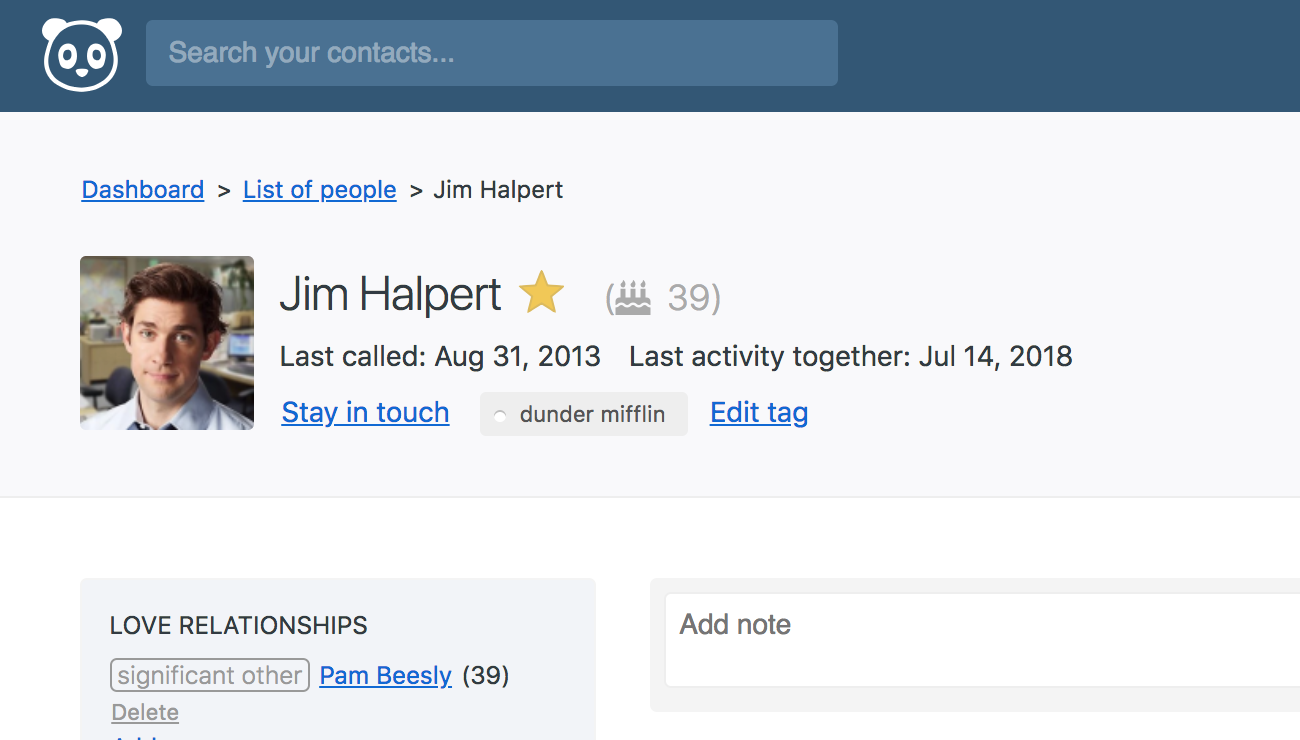 Search your contacts...
Dashboard > List of people > Jim Halpert
Jim Halpert ( 39)
Last called: Aug 31, 2013 Last activity together: Jul 14, 2018
Stay in touch dunder mifflin Edit tag
LOVE RELATIONSHIPS
Add note
significant other Pam Beesly (39)
Delete